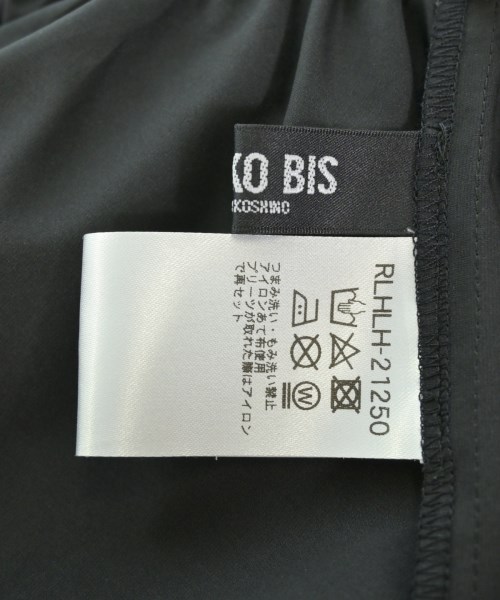 KO BIS
KOSHINO
RLHLH-21250
W
つまみ洗い・もみ洗い禁止
アイロンあて布使用
プリーツが取れた際はアイロン
で再セット